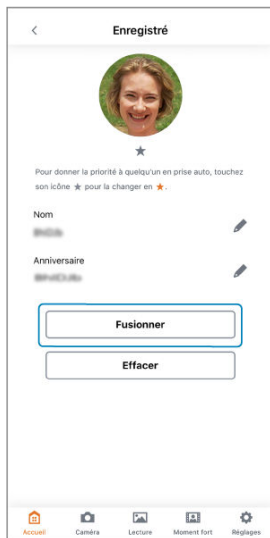 Enregistré
Pour donner la priorité à quelqu'un en prise auto, touchez
son icône ★ pour la changer en ★.
Nom
Anniversaire
Fusionner
Effacer
Accueil Caméra Lecture Moment fort Réglages